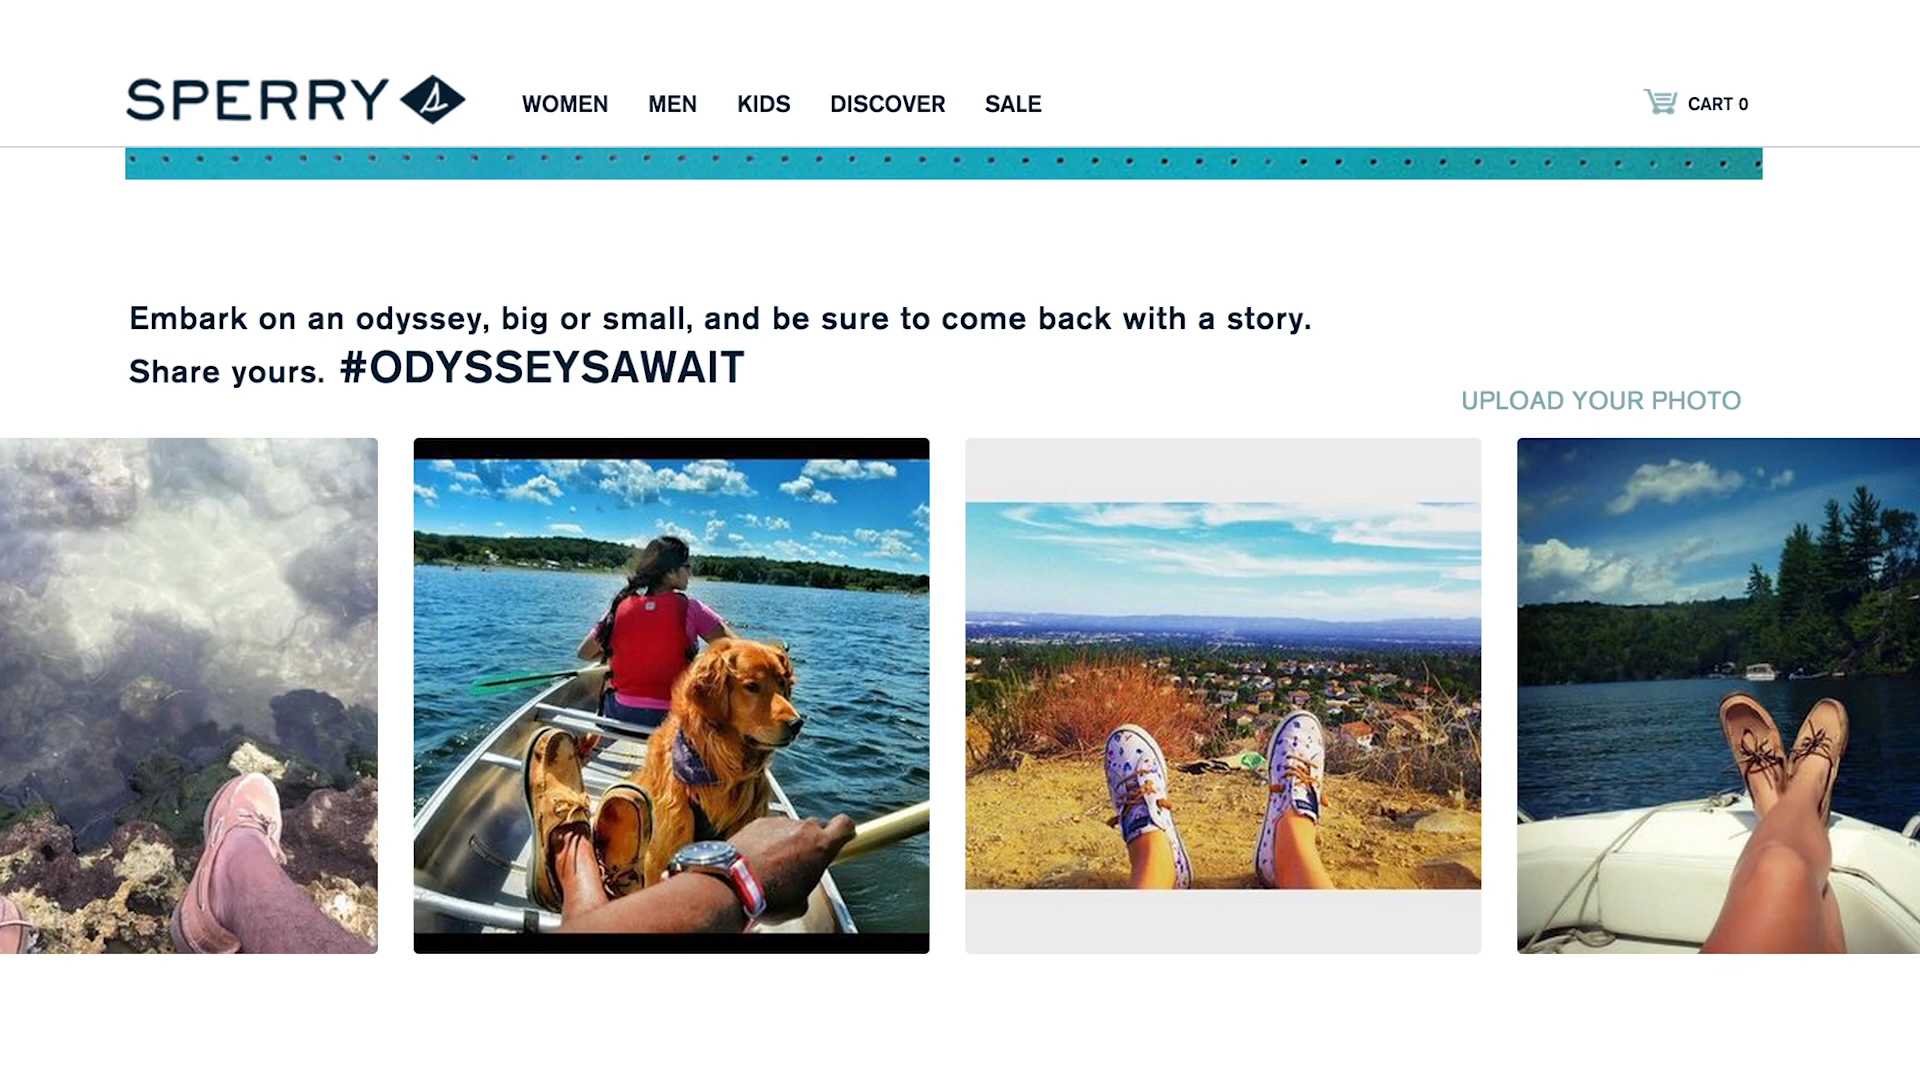 SPERRY
WOMEN MEN KIDS DISCOVER SALE
CART 0
Embark on an odyssey, big or small, and be sure to come back with a story.
Share yours. #ODYSSEYSAWAIT
UPLOAD YOUR PHOTO